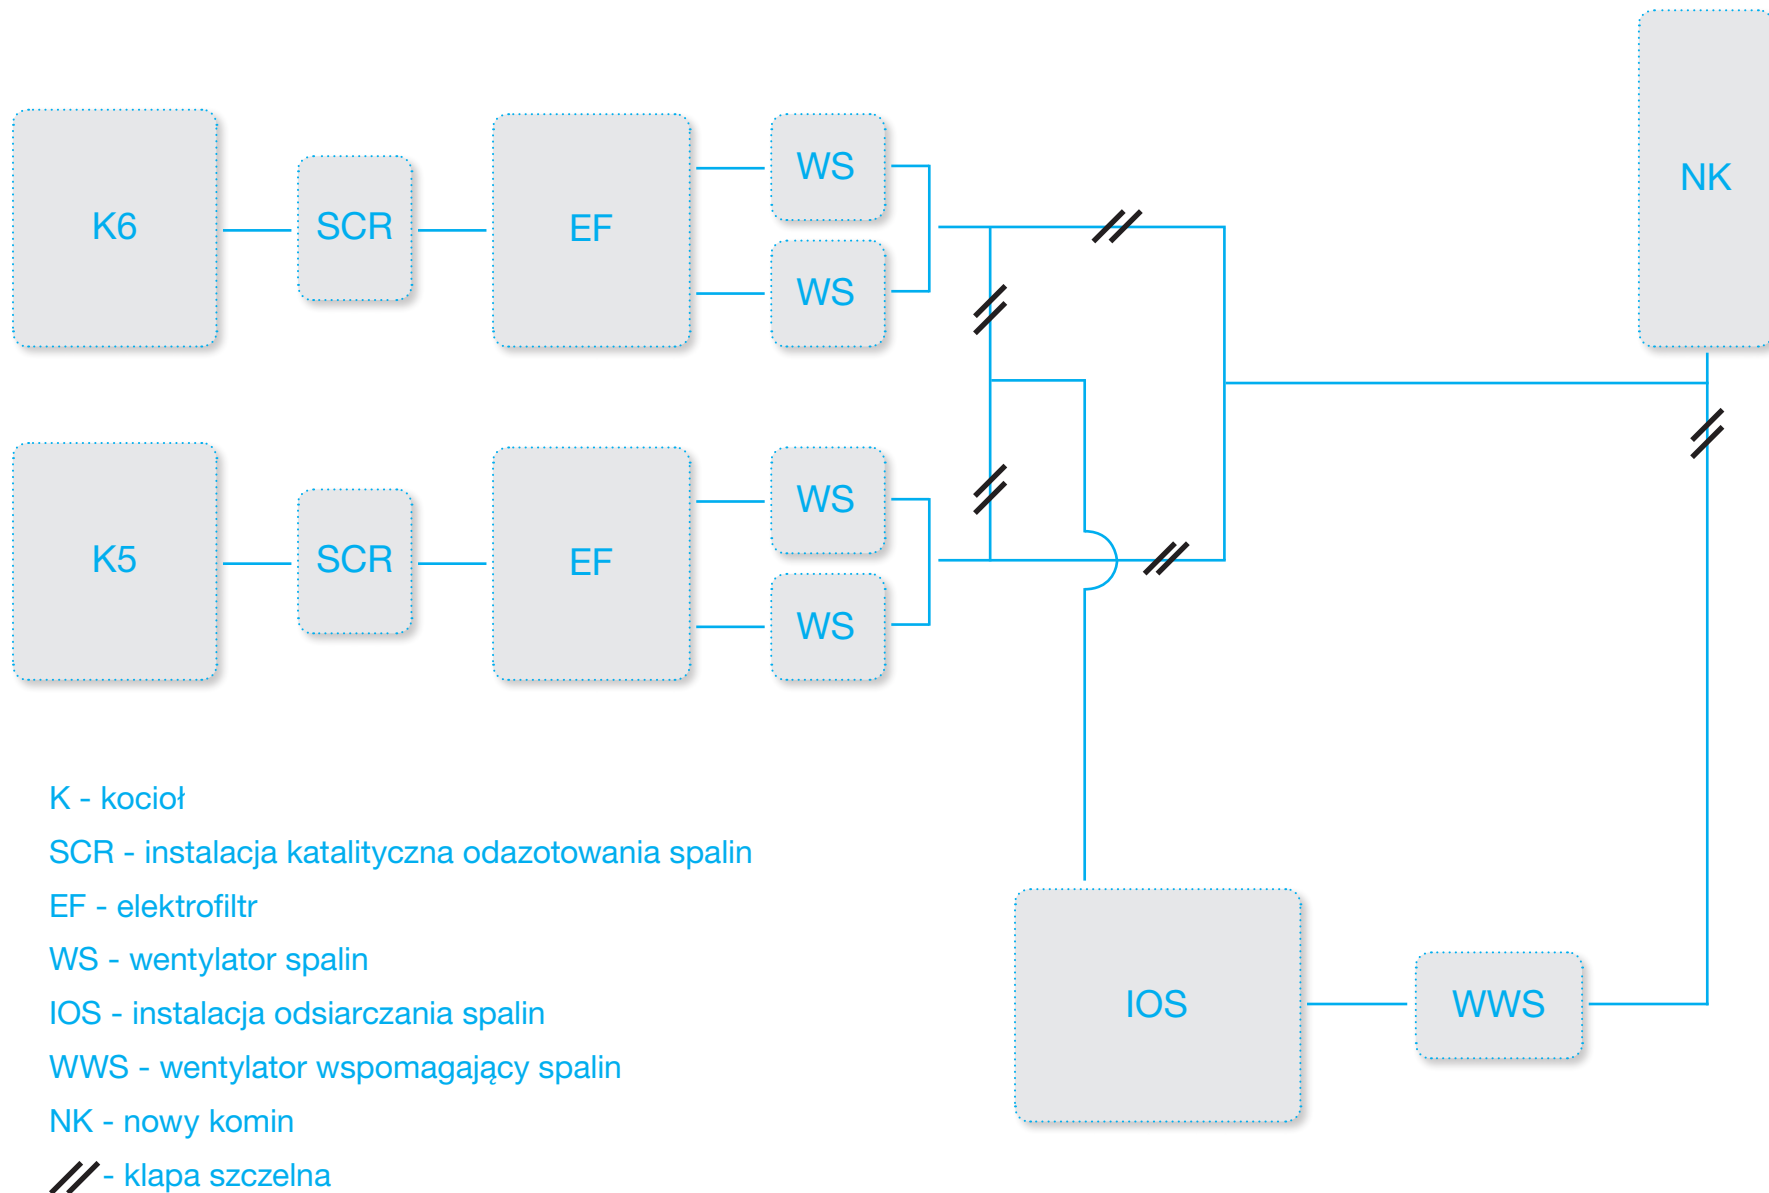 NK
K6
SCR
EF
WS
WS
K5
SCR
EF
WS
WS
IOS
WWS
K - kocioł
SCR - instalacja katalityczna odazotowania spalin
EF - elektrofiltr
WS - wentylator spalin
IOS - instalacja odsiarczania spalin
WWS - wentylator wspomagający spalin
NK - nowy komin
- klapa szczelna